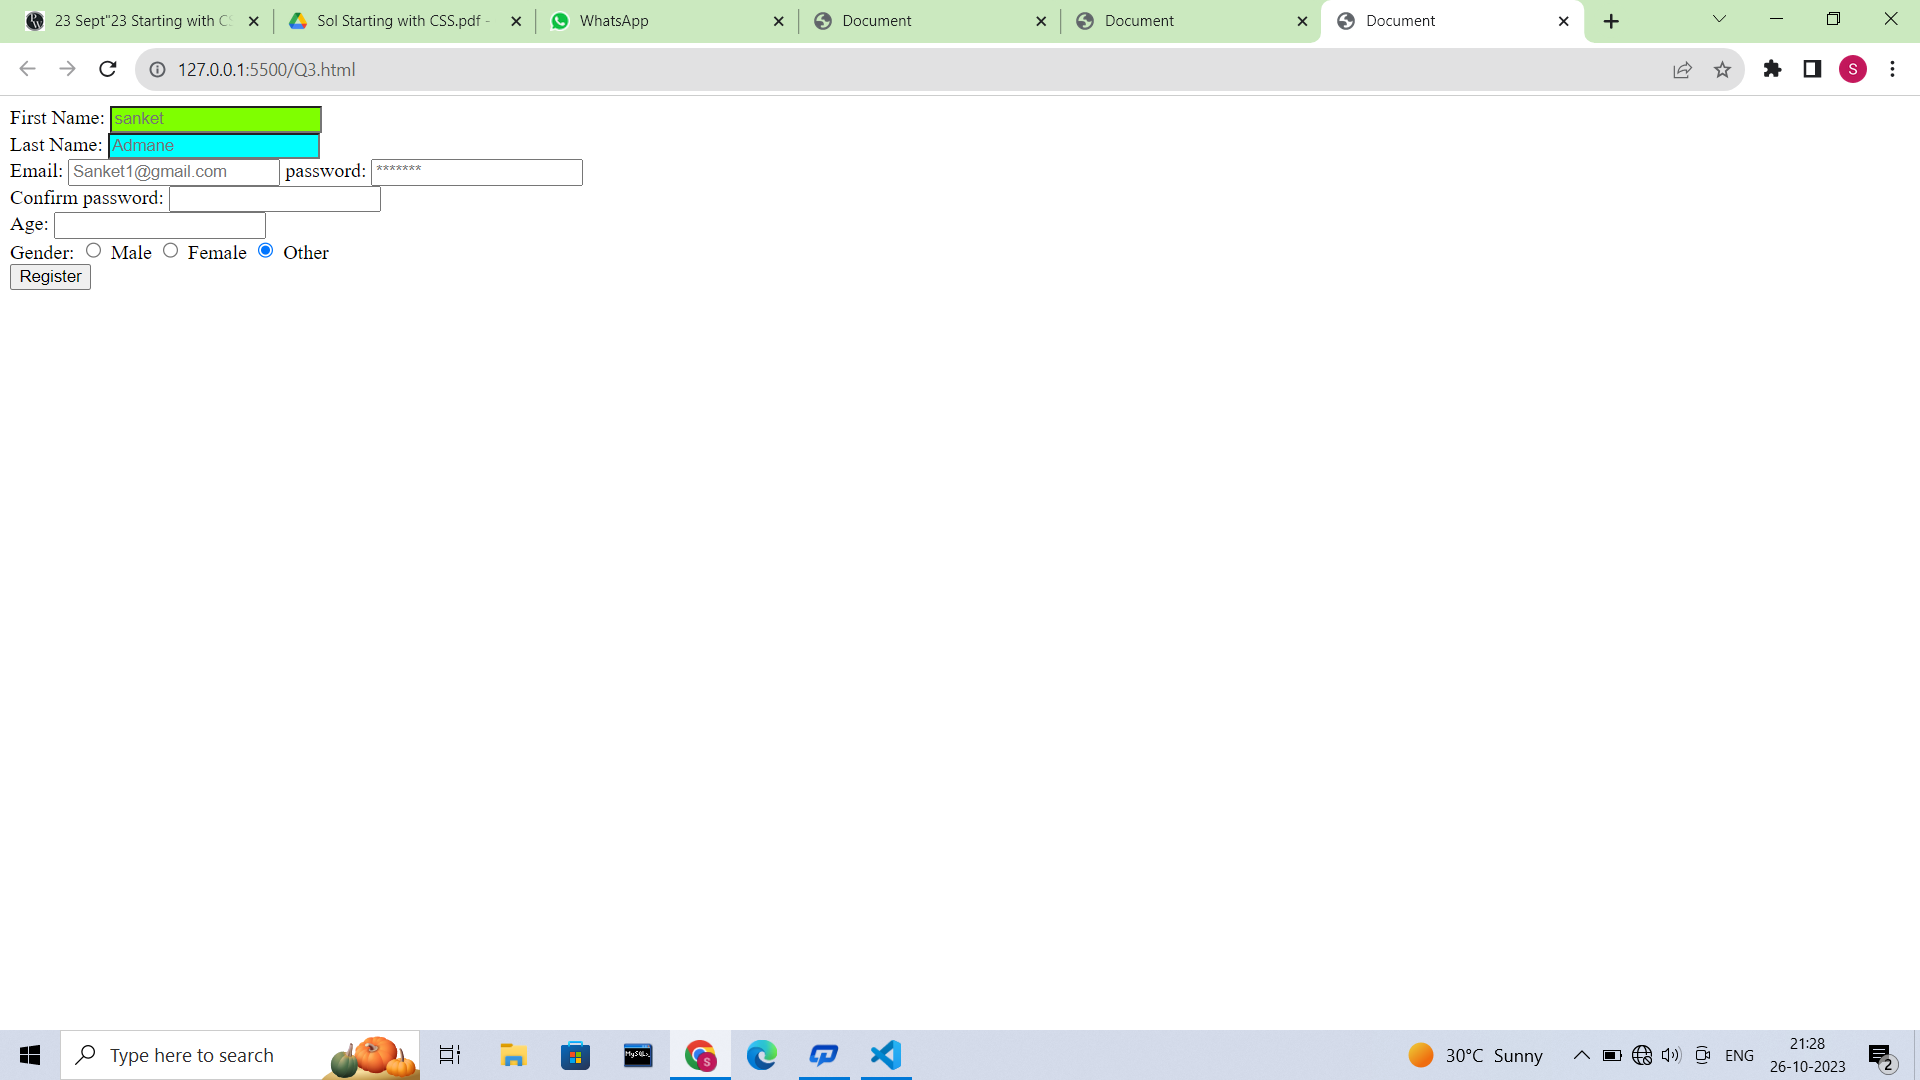 23 Sept"23 Starting with CS
Sol Starting with CSS.pdf -
WhatsApp
Document
Document
Document
127.0.0.1:5500/Q3.html
S
First Name: sanket
Last Name: Admane
Email: Sanket1@gmail.com password: *******
Confirm password:
Age:
Gender: Male Female Other
Register
Type here to search
MySQL
S
30°C Sunny
ENG
21:28
26-10-2023
2